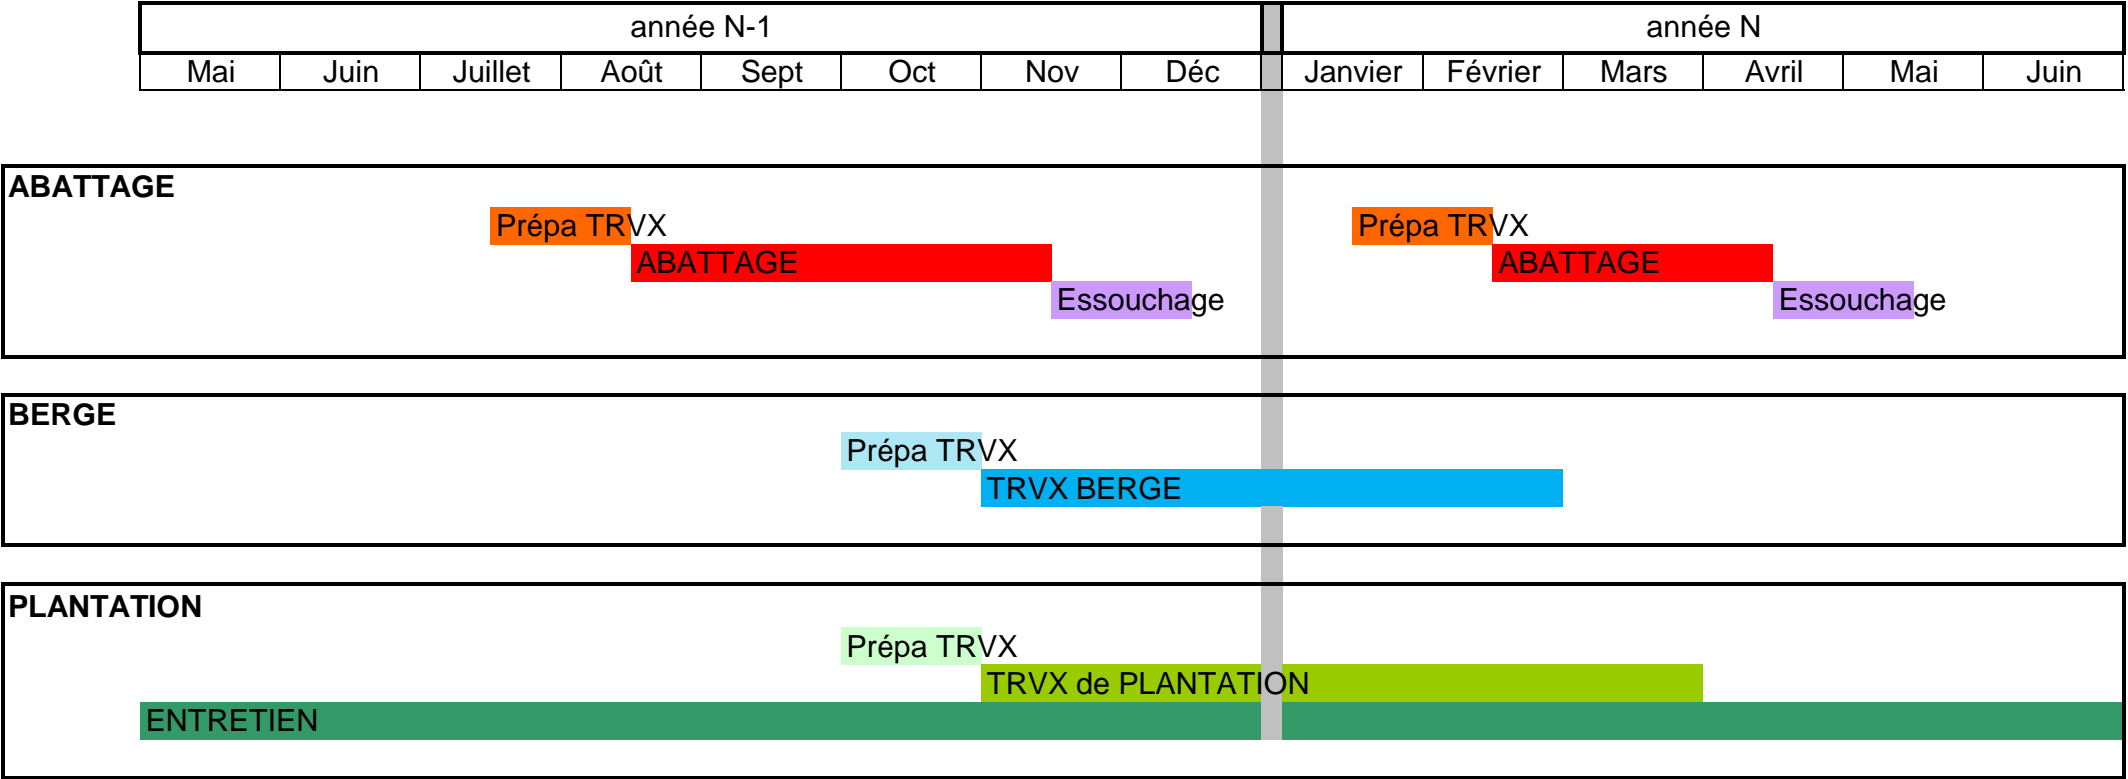 année N-1 année N
Mai Juin Juillet Août Sept Oct Nov Déc Janvier Février Mars Avril Mai Juin
ABATTAGE
Prépa TRVX Prépa TRVX
ABATTAGE ABATTAGE
Essouchage Essouchage
BERGE
Prépa TRVX
TRVX BERGE
PLANTATION
Prépa TRVX
TRVX de PLANTATION
ENTRETIEN